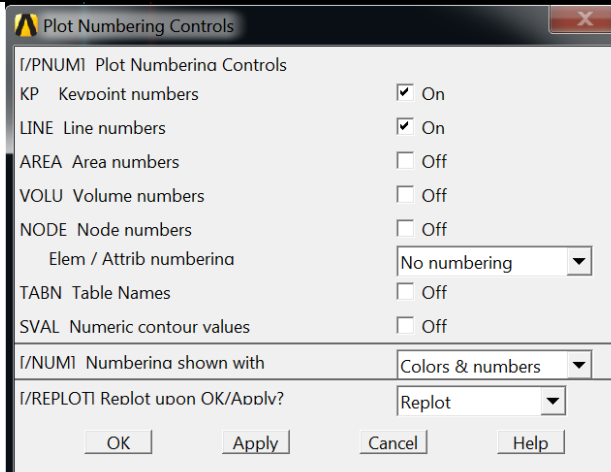 Plot Numbering Controls
[/PNUM] Plot Numbering Controls
KP Keypoint numbers On
LINE Line numbers On
AREA Area numbers Off
VOLU Volume numbers Off
NODE Node numbers Off
Elem / Attrib numbering No numbering
TABN Table Names Off
SVAL Numeric contour values Off
[/NUM] Numbering shown with Colors & numbers
[/REPLOT] Replot upon OK/Apply? Replot
OK Apply Cancel Help